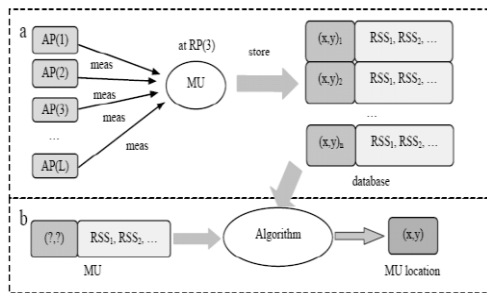 a
AP(1)
AP(2)
AP(3)
...
AP(L)
meas
meas
meas
meas
at RP(3)
MU
store
(x,y)₁ RSS₁, RSS₂, …
(x,y)₂ RSS₁, RSS₂, …
...
(x,y)ₙ RSS₁, RSS₂, …
database
b
(?,?) RSS₁, RSS₂, …
MU
Algorithm
(x,y)
MU location